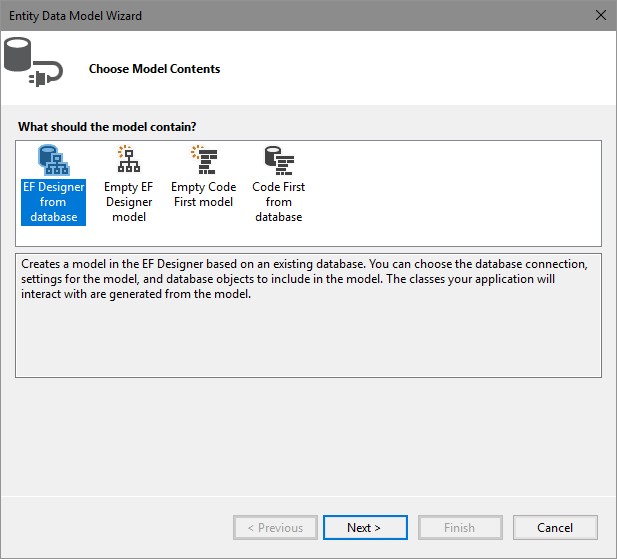 Entity Data Model Wizard
Choose Model Contents
What should the model contain?
EF Designer
from
database
Empty EF
Designer
model
Empty Code
First model
Code First
from
database
Creates a model in the EF Designer based on an existing database. You can choose the database connection,
settings for the model, and database objects to include in the model. The classes your application will
interact with are generated from the model.
< Previous
Next >
Finish
Cancel